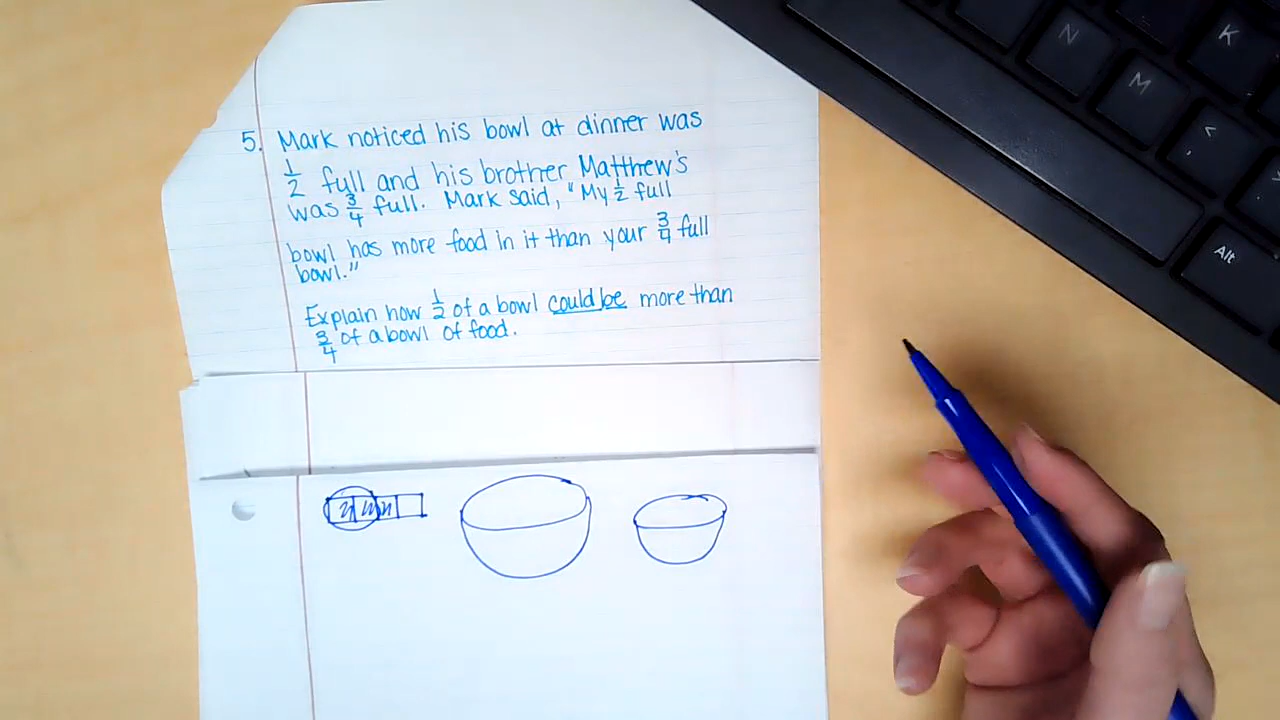 5. Mark noticed his bowl at dinner was
1/2 full and his brother Matthew's
was 3/4 full. Mark said, "My 1/2 full
bowl has more food in it than your 3/4 full
bowl."
Explain how 1/2 of a bowl could be more than
3/4 of a bowl of food.
N
M
K
<
,
Alt